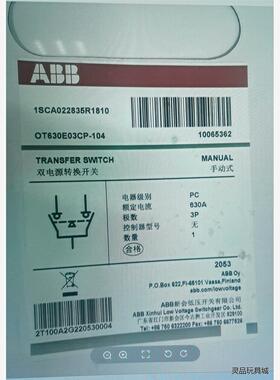 ABB
1SCA022835R1810
OT630E03CP-104
10065362
TRANSFER SWITCH
MANUAL
双电源转换开关
手动式
电器级别 PC
额定电流 630A
极数 3P
控制器型号 无
数量 1
合格
2053
ABB Oy
P.O.Box 622, FI-65101 Vaasa,Finland
abb.com/lowvoltage
ABB新会低压开关有限公司
ABB Xinhui Low Voltage Switchgear Co. Ltd.
2T100A2G220530004
灵品玩具城